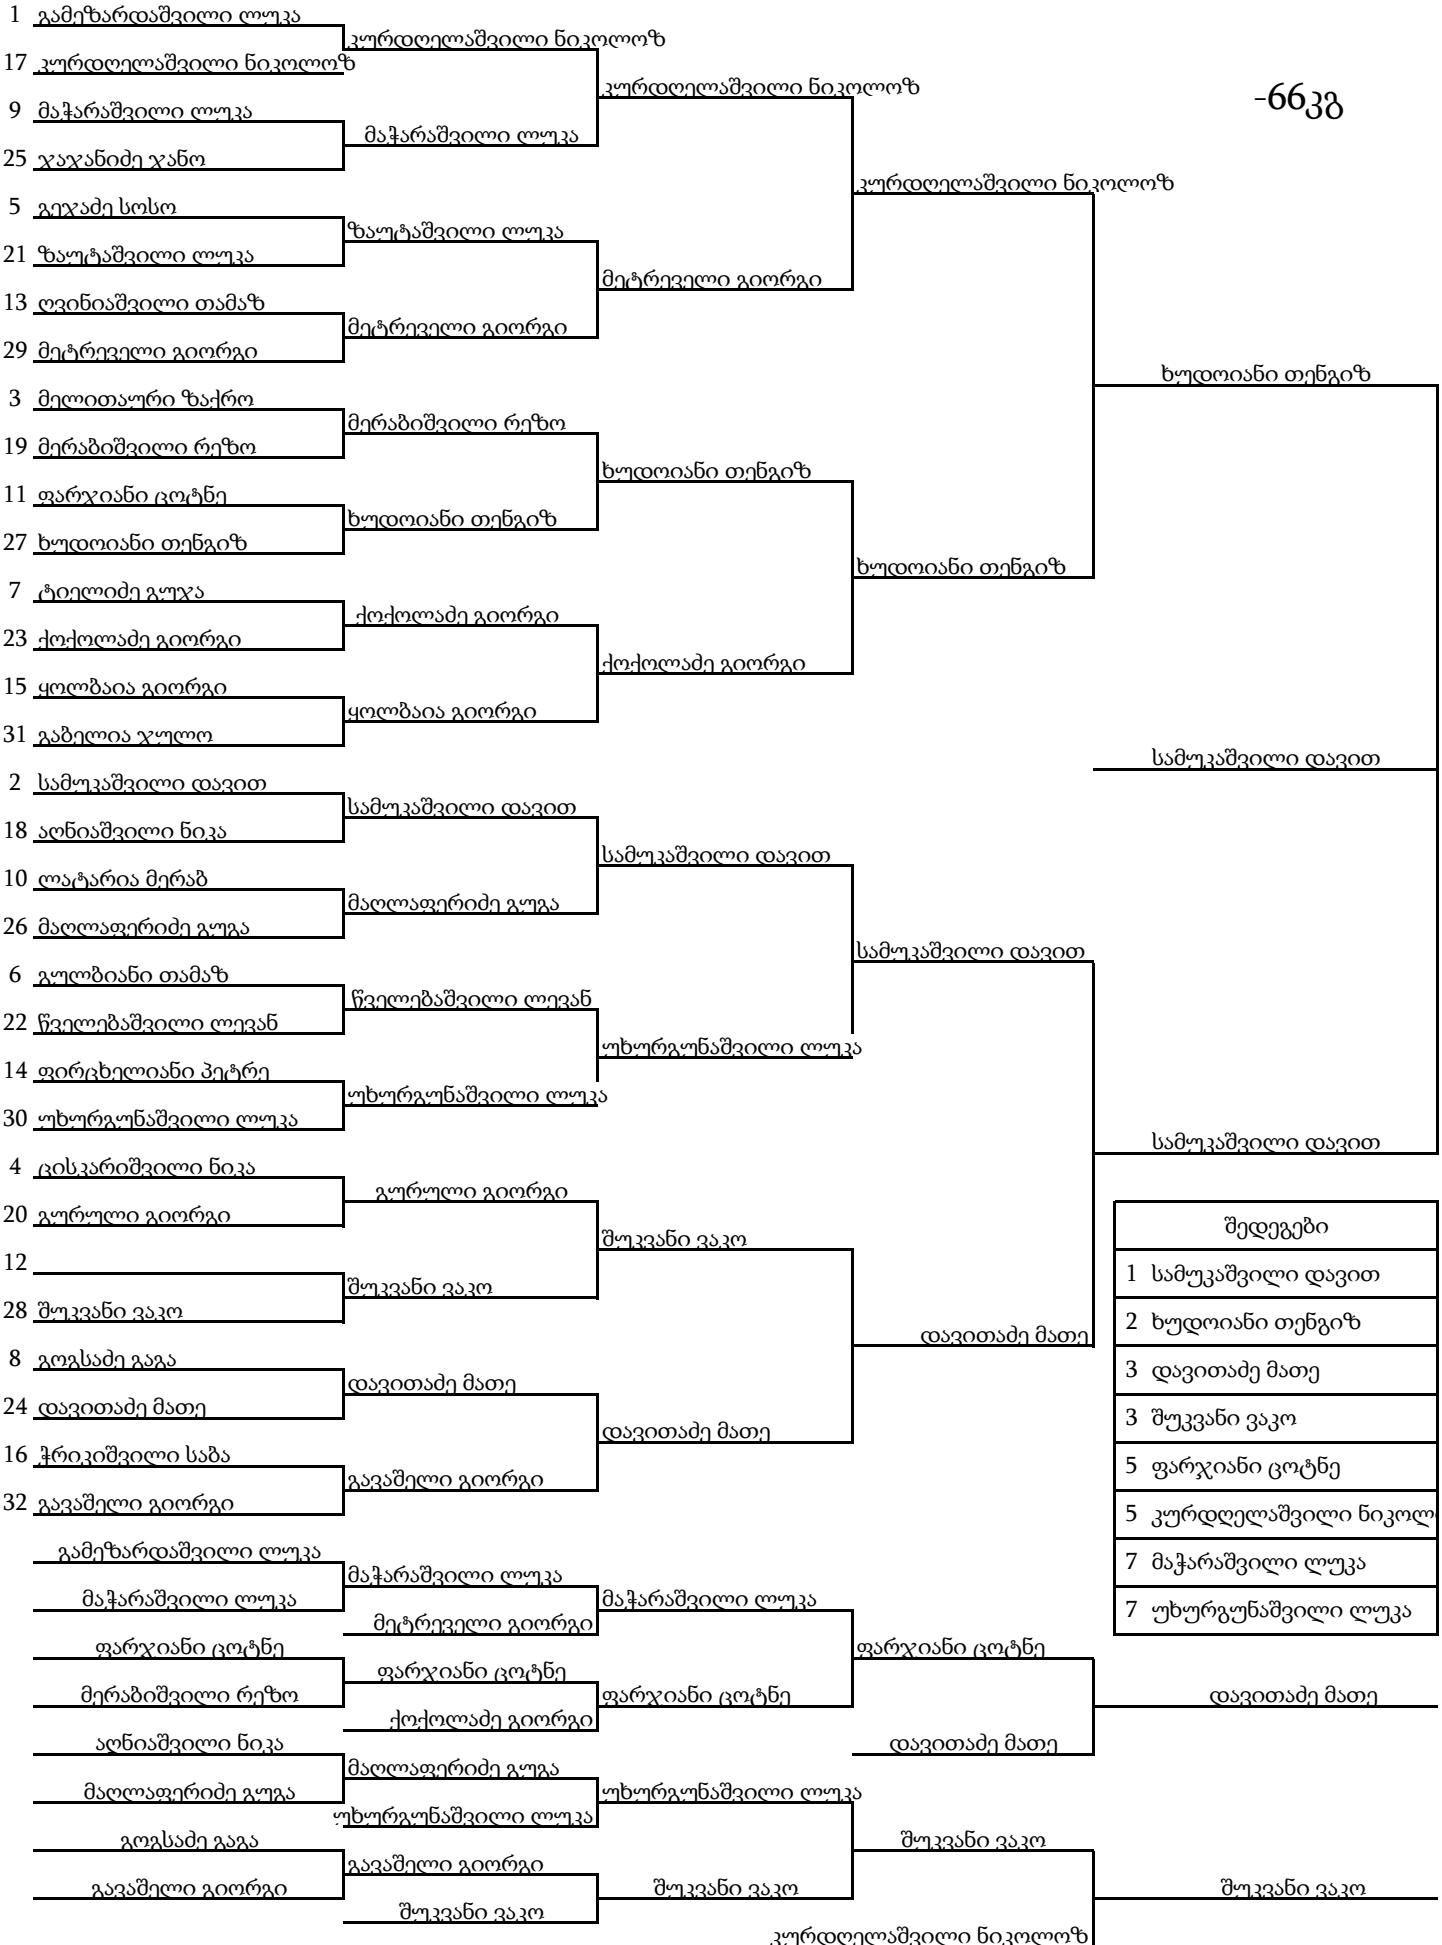 1 გამეზარდაშვილი ლუკა
კურდღელაშვილი ნიკოლოზ
17 კურდღელაშვილი ნიკოლოზ
კურდღელაშვილი ნიკოლოზ
-66კგ
9 მაჭარაშვილი ლუკა
მაჭარაშვილი ლუკა
25 ჯაჯანიძე ჯანო
კურდღელაშვილი ნიკოლოზ
5 გეჯაძე სოსო
ზაუტაშვილი ლუკა
21 ზაუტაშვილი ლუკა
მეტრეველი გიორგი
13 ღვინიაშვილი თამაზ
მეტრეველი გიორგი
29 მეტრეველი გიორგი
ხუდოიანი თენგიზ
3 მელითაური ზაქრო
მერაბიშვილი რეზო
19 მერაბიშვილი რეზო
ხუდოიანი თენგიზ
11 ფარჯიანი ცოტნე
ხუდოიანი თენგიზ
27 ხუდოიანი თენგიზ
ხუდოიანი თენგიზ
7 ტიელიძე გუჯა
ქოქოლაძე გიორგი
23 ქოქოლაძე გიორგი
ქოქოლაძე გიორგი
15 ყოლბაია გიორგი
ყოლბაია გიორგი
31 გაბელია ჯულო
სამუკაშვილი დავით
2 სამუკაშვილი დავით
სამუკაშვილი დავით
18 აღნიაშვილი ნიკა
სამუკაშვილი დავით
10 ლატარია მერაბ
მაღლაფერიძე გუგა
26 მაღლაფერიძე გუგა
სამუკაშვილი დავით
6 გულბიანი თამაზ
წველებაშვილი ლევან
22 წველებაშვილი ლევან
უხურგუნაშვილი ლუკა
14 ფირცხელიანი პეტრე
უხურგუნაშვილი ლუკა
30 უხურგუნაშვილი ლუკა
სამუკაშვილი დავით
4 ცისკარიშვილი ნიკა
გურული გიორგი
20 გურული გიორგი
შედეგები
შუკვანი ვაკო
12
1 სამუკაშვილი დავით
შუკვანი ვაკო
28 შუკვანი ვაკო
2 ხუდოიანი თენგიზ
დავითაძე მათე
8 გოგსაძე გაგა
3 დავითაძე მათე
დავითაძე მათე
24 დავითაძე მათე
3 შუკვანი ვაკო
დავითაძე მათე
16 ჭრიკიშვილი საბა
5 ფარჯიანი ცოტნე
გავაშელი გიორგი
32 გავაშელი გიორგი
5 კურდღელაშვილი ნიკოლ
გამეზარდაშვილი ლუკა
7 მაჭარაშვილი ლუკა
მაჭარაშვილი ლუკა
მაჭარაშვილი ლუკა
მაჭარაშვილი ლუკა
7 უხურგუნაშვილი ლუკა
მეტრეველი გიორგი
ფარჯიანი ცოტნე
ფარჯიანი ცოტნე
ფარჯიანი ცოტნე
მერაბიშვილი რეზო
ფარჯიანი ცოტნე
დავითაძე მათე
ქოქოლაძე გიორგი
აღნიაშვილი ნიკა
დავითაძე მათე
მაღლაფერიძე გუგა
მაღლაფერიძე გუგა
უხურგუნაშვილი ლუკა
უხურგუნაშვილი ლუკა
გოგსაძე გაგა
შუკვანი ვაკო
გავაშელი გიორგი
გავაშელი გიორგი
შუკვანი ვაკო
შუკვანი ვაკო
შუკვანი ვაკო
კურდღელაშვილი ნიკოლოზ